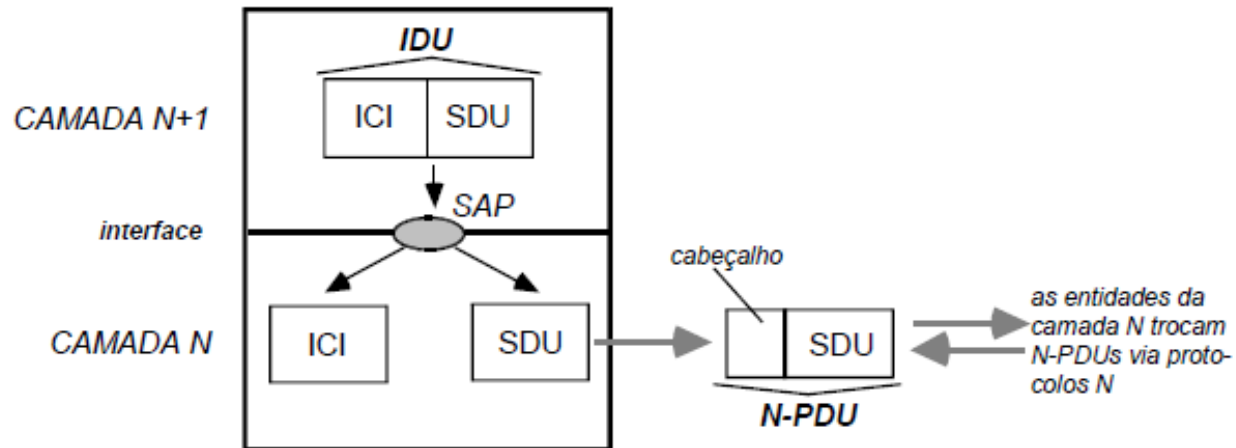 IDU
CAMADA N+1
ICI
SDU
SAP
interface
cabeçalho
CAMADA N
ICI
SDU
SDU
as entidades da
camada N trocam
N-PDUs via proto-
colos N
N-PDU